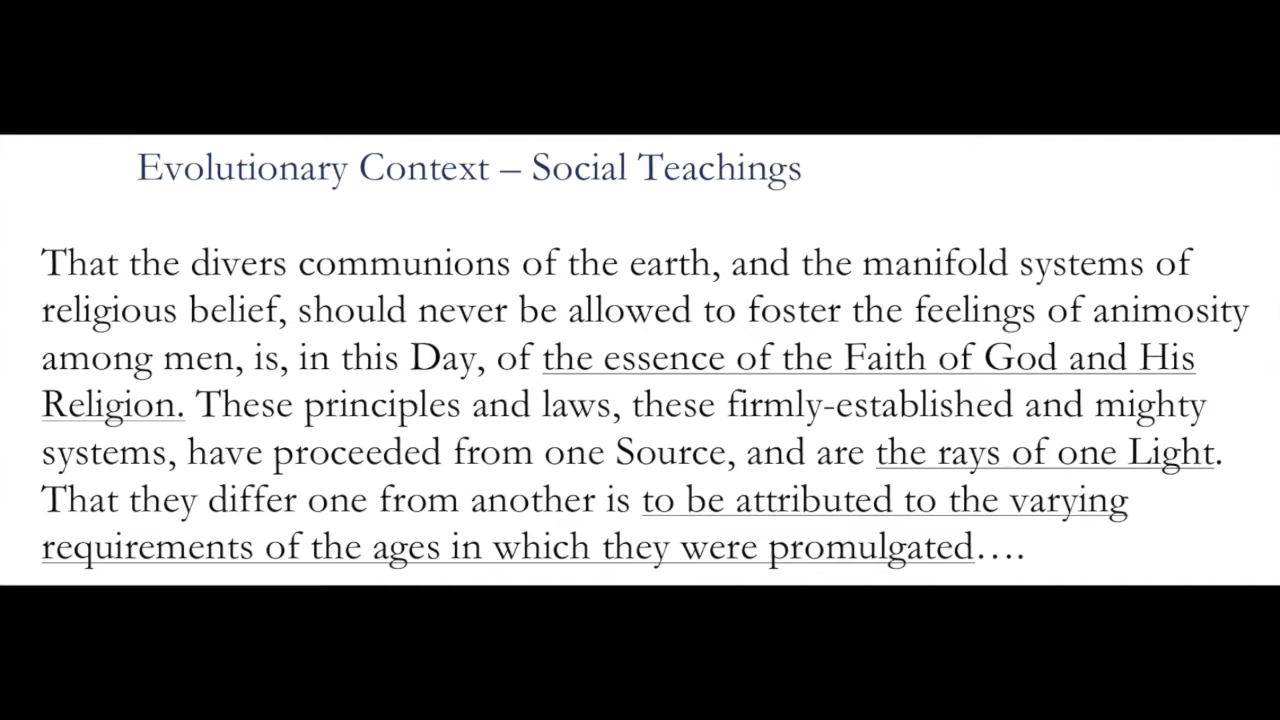 Evolutionary Context – Social Teachings
That the divers communions of the earth, and the manifold systems of
religious belief, should never be allowed to foster the feelings of animosity
among men, is, in this Day, of the essence of the Faith of God and His
Religion. These principles and laws, these firmly-established and mighty
systems, have proceeded from one Source, and are the rays of one Light.
That they differ one from another is to be attributed to the varying
requirements of the ages in which they were promulgated….